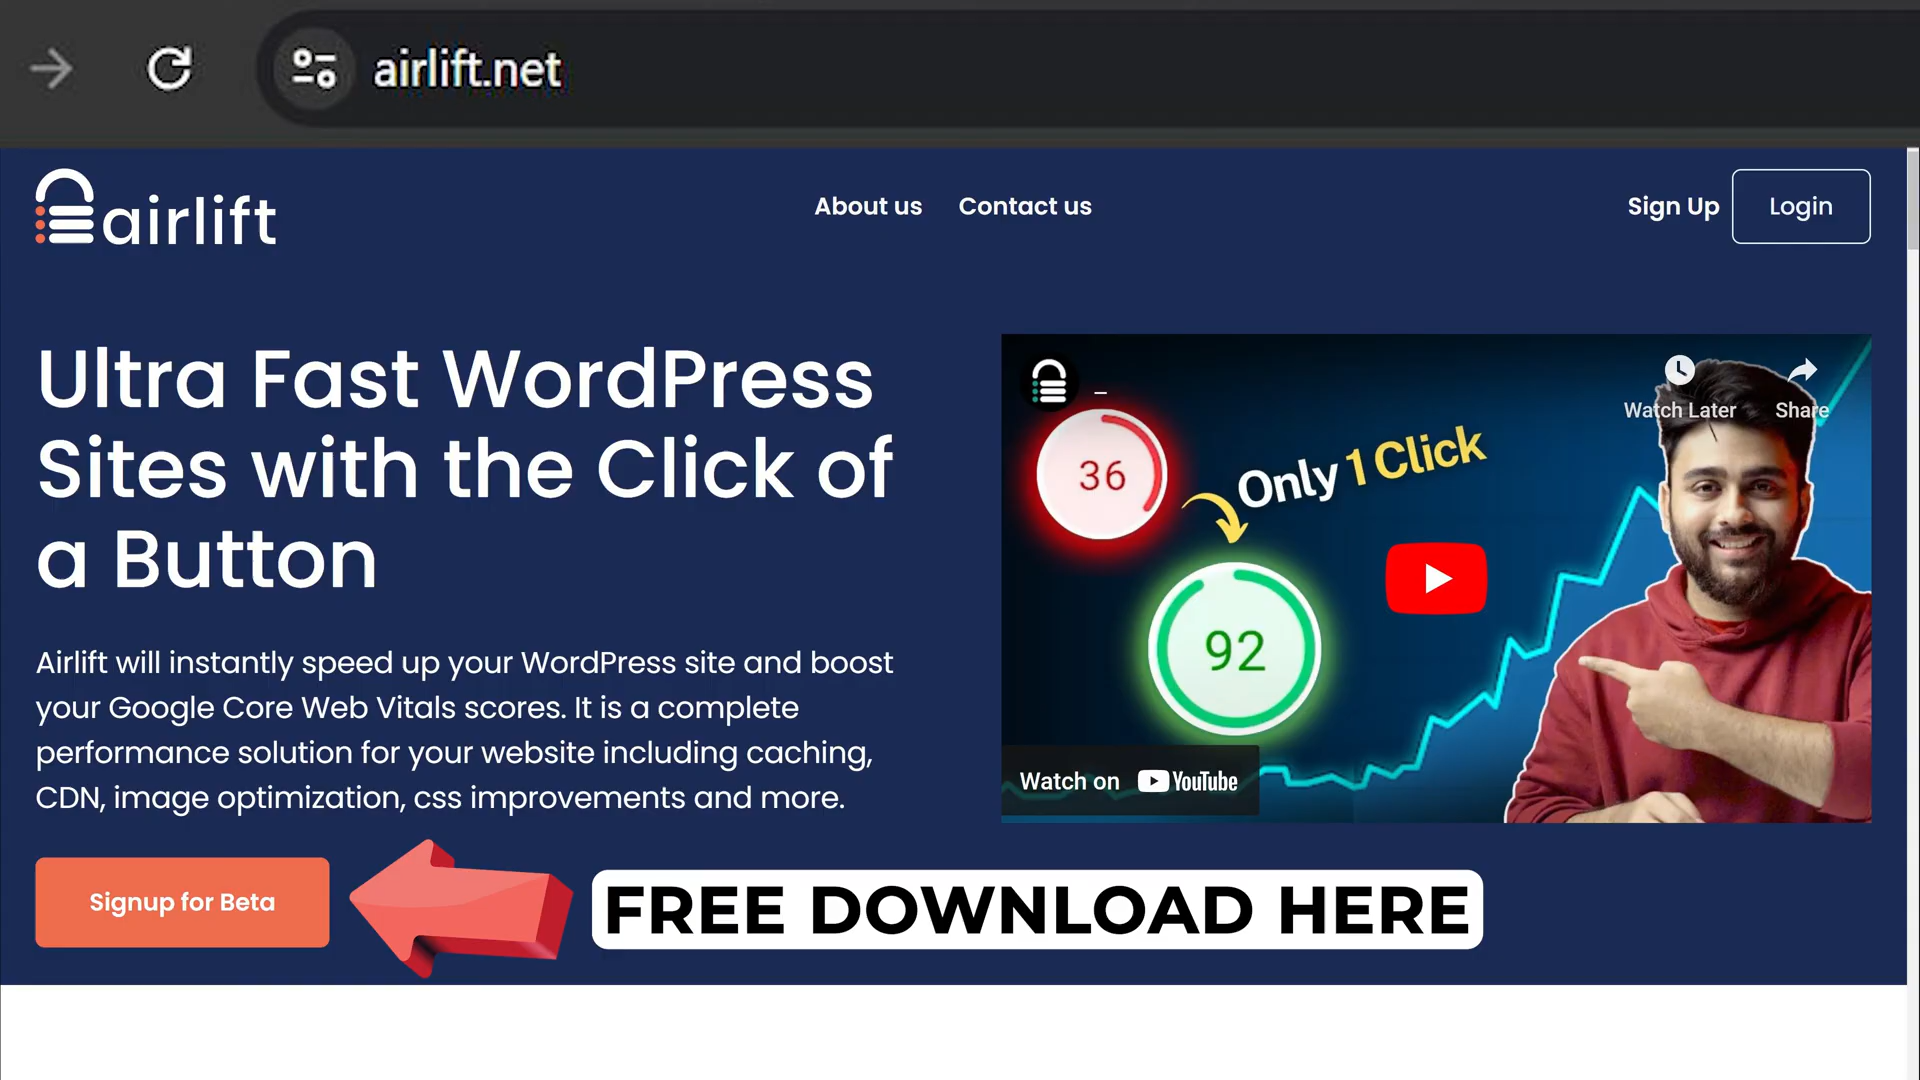 airlift.net
airlift
About us
Contact us
Sign Up
Login
Ultra Fast WordPress
Sites with the Click of
a Button
Airlift will instantly speed up your WordPress site and boost
your Google Core Web Vitals scores. It is a complete
performance solution for your website including caching,
CDN, image optimization, css improvements and more.
Signup for Beta
FREE DOWNLOAD HERE
Watch Later
Share
36
Only 1 Click
92
Watch on YouTube